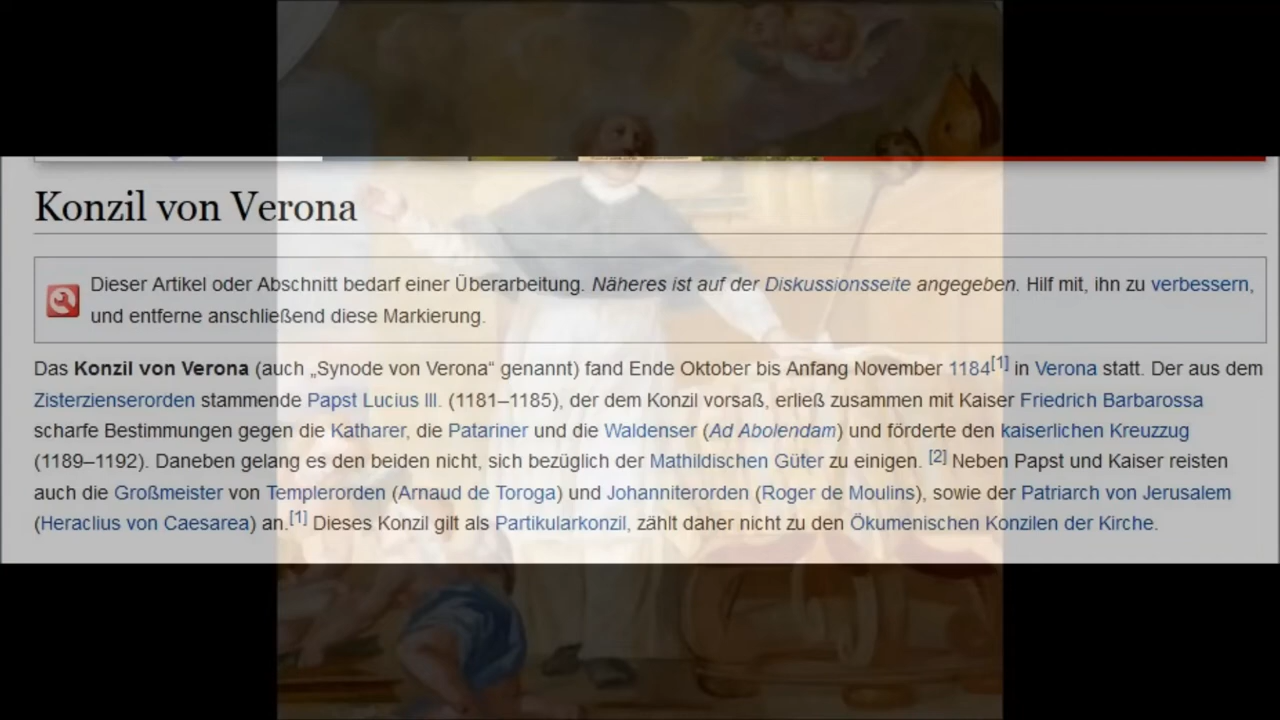 Konzil von Verona
Dieser Artikel oder Abschnitt bedarf einer Überarbeitung. Näheres ist auf der Diskussionsseite angegeben. Hilf mit, ihn zu verbessern,
und entferne anschließend diese Markierung.
Das Konzil von Verona (auch „Synode von Verona“ genannt) fand Ende Oktober bis Anfang November 1184[1] in Verona statt. Der aus dem
Zisterzienserorden stammende Papst Lucius III. (1181–1185), der dem Konzil vorsaß, erließ zusammen mit Kaiser Friedrich Barbarossa
scharfe Bestimmungen gegen die Katharer, die Patariner und die Waldenser (Ad Abolendam) und förderte den kaiserlichen Kreuzzug
(1189–1192). Daneben gelang es den beiden nicht, sich bezüglich der Mathildischen Güter zu einigen. [2] Neben Papst und Kaiser reisten
auch die Großmeister von Templerorden (Arnaud de Toroga) und Johanniterorden (Roger de Moulins), sowie der Patriarch von Jerusalem
(Heraclius von Caesarea) an.[1] Dieses Konzil gilt als Partikularkonzil, zählt daher nicht zu den Ökumenischen Konzilen der Kirche.